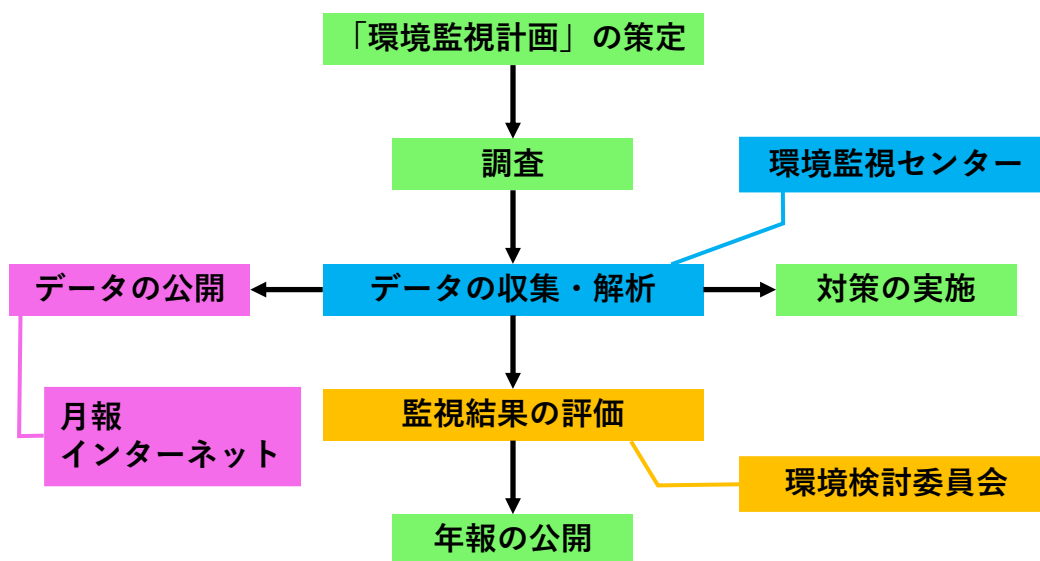 「環境監視計画」の策定
調査
環境監視センター
データの公開
データの収集・解析
対策の実施
月報
インターネット
監視結果の評価
環境検討委員会
年報の公開